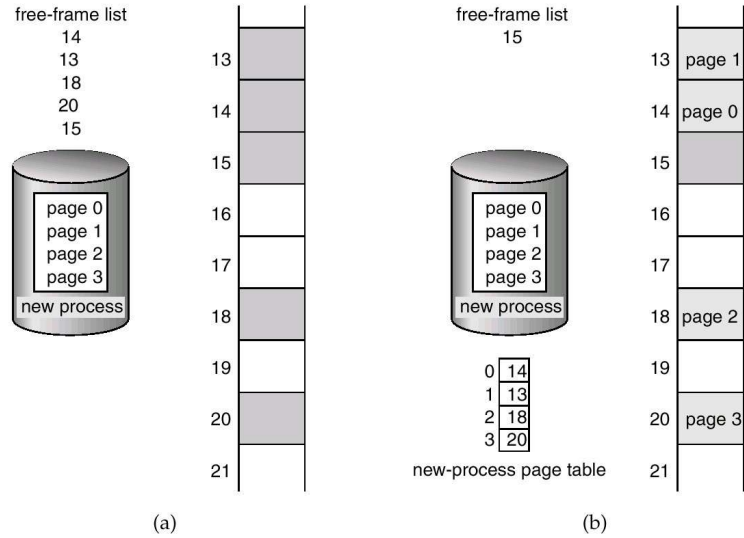 free-frame list
14
13
18
20
15
13
14
15
16
17
18
19
20
21
page 0
page 1
page 2
page 3
new process
(a)
free-frame list
15
13 page 1
14 page 0
15
16
17
18 page 2
19
20 page 3
21
page 0
page 1
page 2
page 3
new process
0 14
1 13
2 18
3 20
new-process page table
(b)